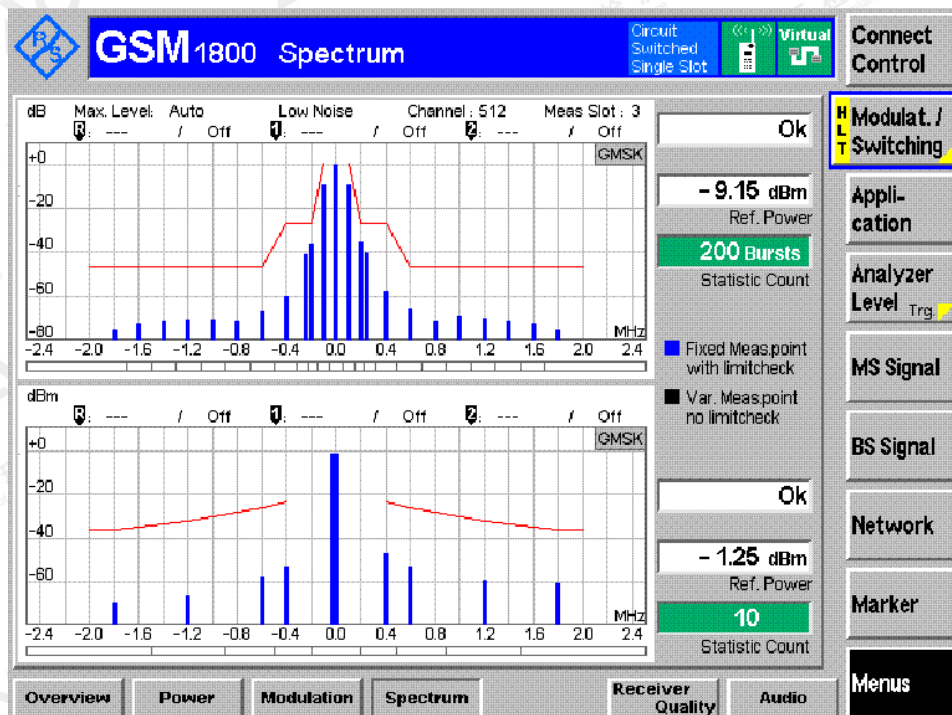 R&S
GSM 1800 Spectrum
Circuit Switched Single Slot
Virtual
Connect Control
dB Max. Level: Auto Low Noise Channel : 512 Meas Slot : 3
R: --- / Off 1: --- / Off 2: --- / Off
GMSK
+0
-20
-40
-60
-80
MHz
-2.4 -2.0 -1.6 -1.2 -0.8 -0.4 0.0 0.4 0.8 1.2 1.6 2.0 2.4
Ok
- 9.15 dBm
Ref. Power
200 Bursts
Statistic Count
Fixed Meas.point
with limitcheck
Var. Meas.point
no limitcheck
dBm
R: --- / Off 1: --- / Off 2: --- / Off
GMSK
+0
-20
-40
-60
MHz
-2.4 -2.0 -1.6 -1.2 -0.8 -0.4 0.0 0.4 0.8 1.2 1.6 2.0 2.4
Ok
- 1.25 dBm
Ref. Power
10
Statistic Count
HLT
Modulat. /
Switching
Appli-
cation
Analyzer
Level Trg.
MS Signal
BS Signal
Network
Marker
Menus
Overview Power Modulation Spectrum Receiver Quality Audio